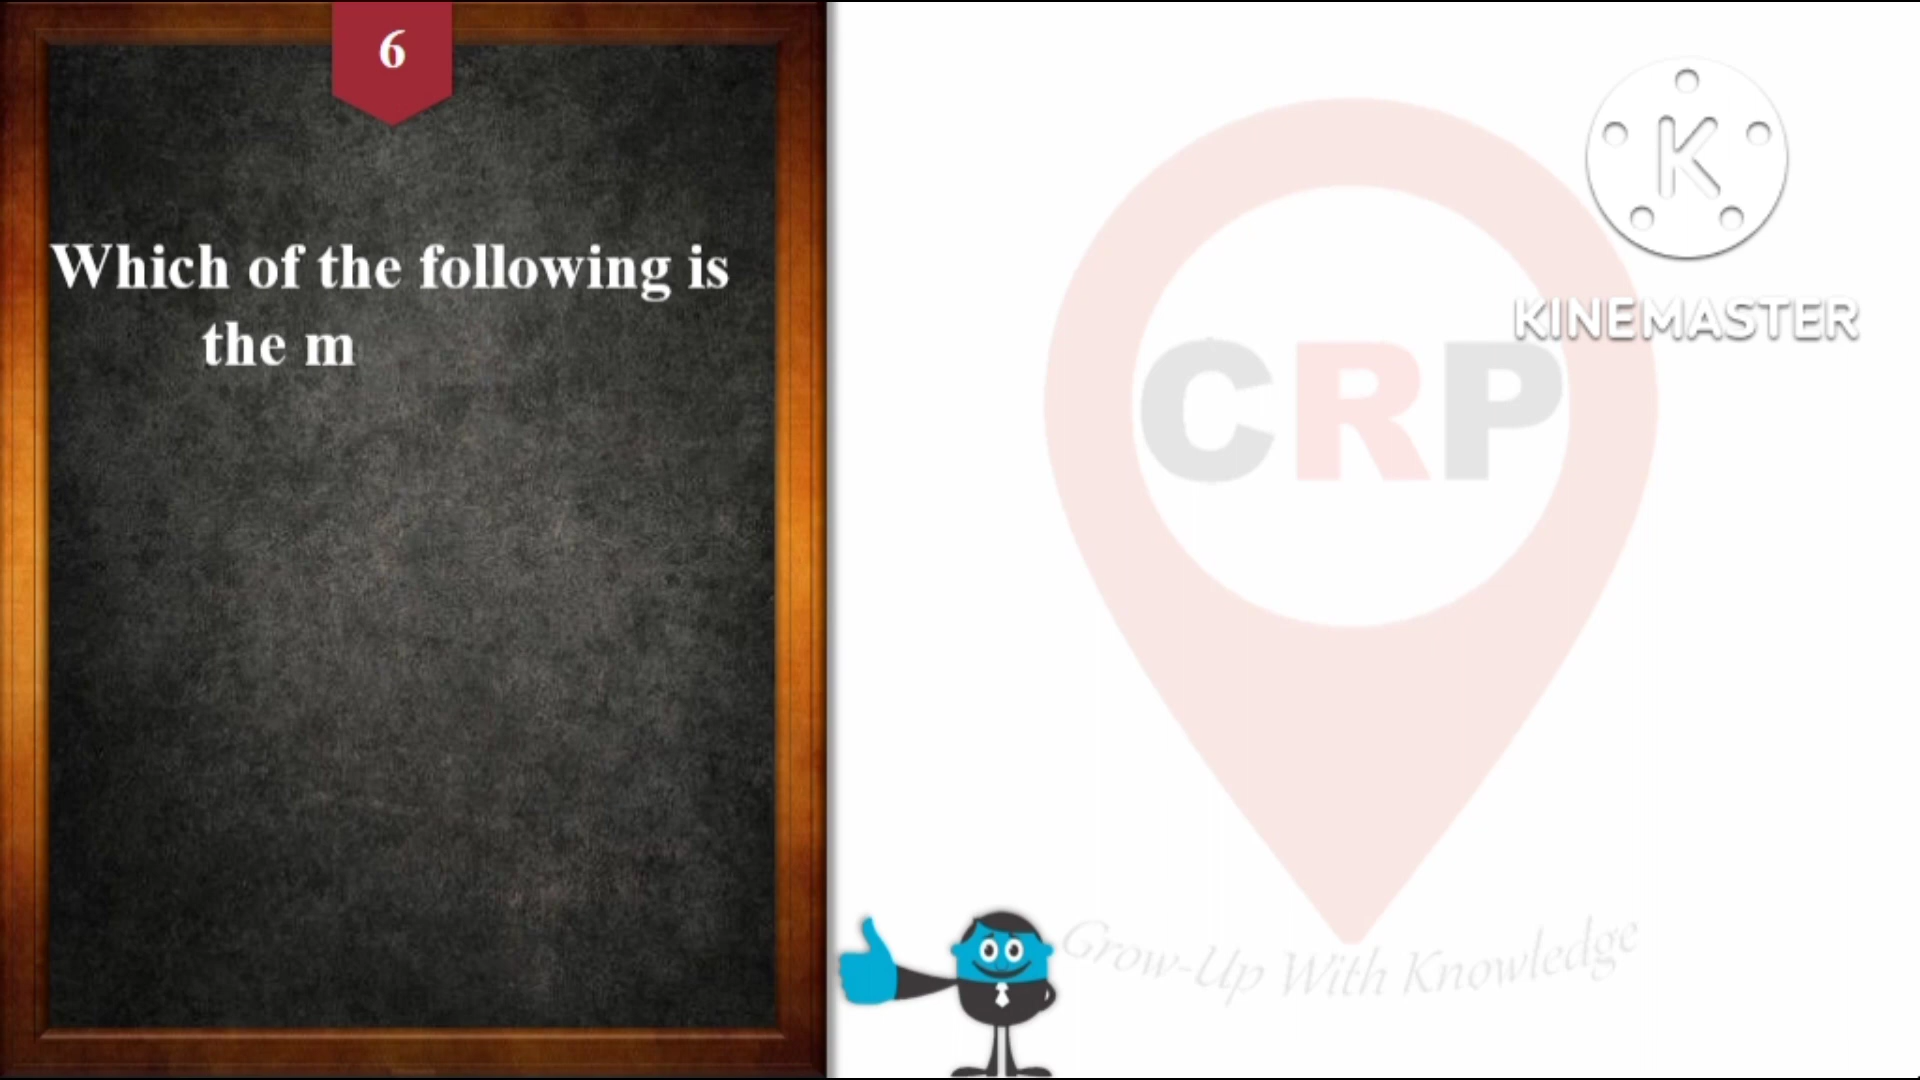 6
Which of the following is
the m
K
KINEMASTER
CRP
Grow-Up With Knowledge